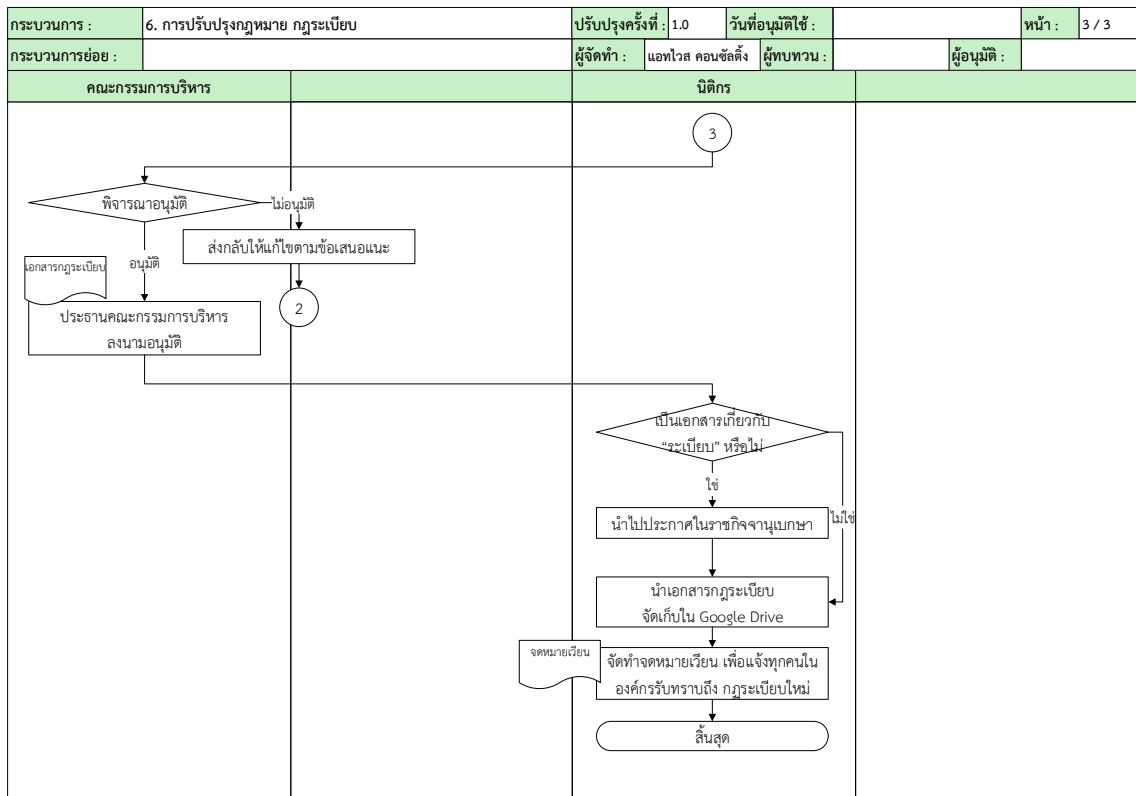 กระบวนการ : 6. การปรับปรุงกฎหมาย กฎระเบียบ ปรับปรุงครั้งที่ : 1.0 วันที่อนุมัติใช้ : หน้า : 3 / 3
กระบวนการย่อย : ผู้จัดทำ : แอทไวส คอนซัลติ้ง ผู้ทบทวน : ผู้อนุมัติ :
คณะกรรมการบริหาร นิติกร
3
พิจารณาอนุมัติ
ไม่อนุมัติ
ส่งกลับให้แก้ไขตามข้อเสนอแนะ
อนุมัติ
เอกสารกฎระเบียบ
2
ประธานคณะกรรมการบริหาร
ลงนามอนุมัติ
เป็นเอกสารเกี่ยวกับ
“ระเบียบ” หรือไม่
ใช่
ไม่ใช่
นำไปประกาศในราชกิจจานุเบกษา
นำเอกสารกฎระเบียบ
จัดเก็บใน Google Drive
จดหมายเวียน
จัดทำจดหมายเวียน เพื่อแจ้งทุกคนใน
องค์กรรับทราบถึง กฎระเบียบใหม่
สิ้นสุด